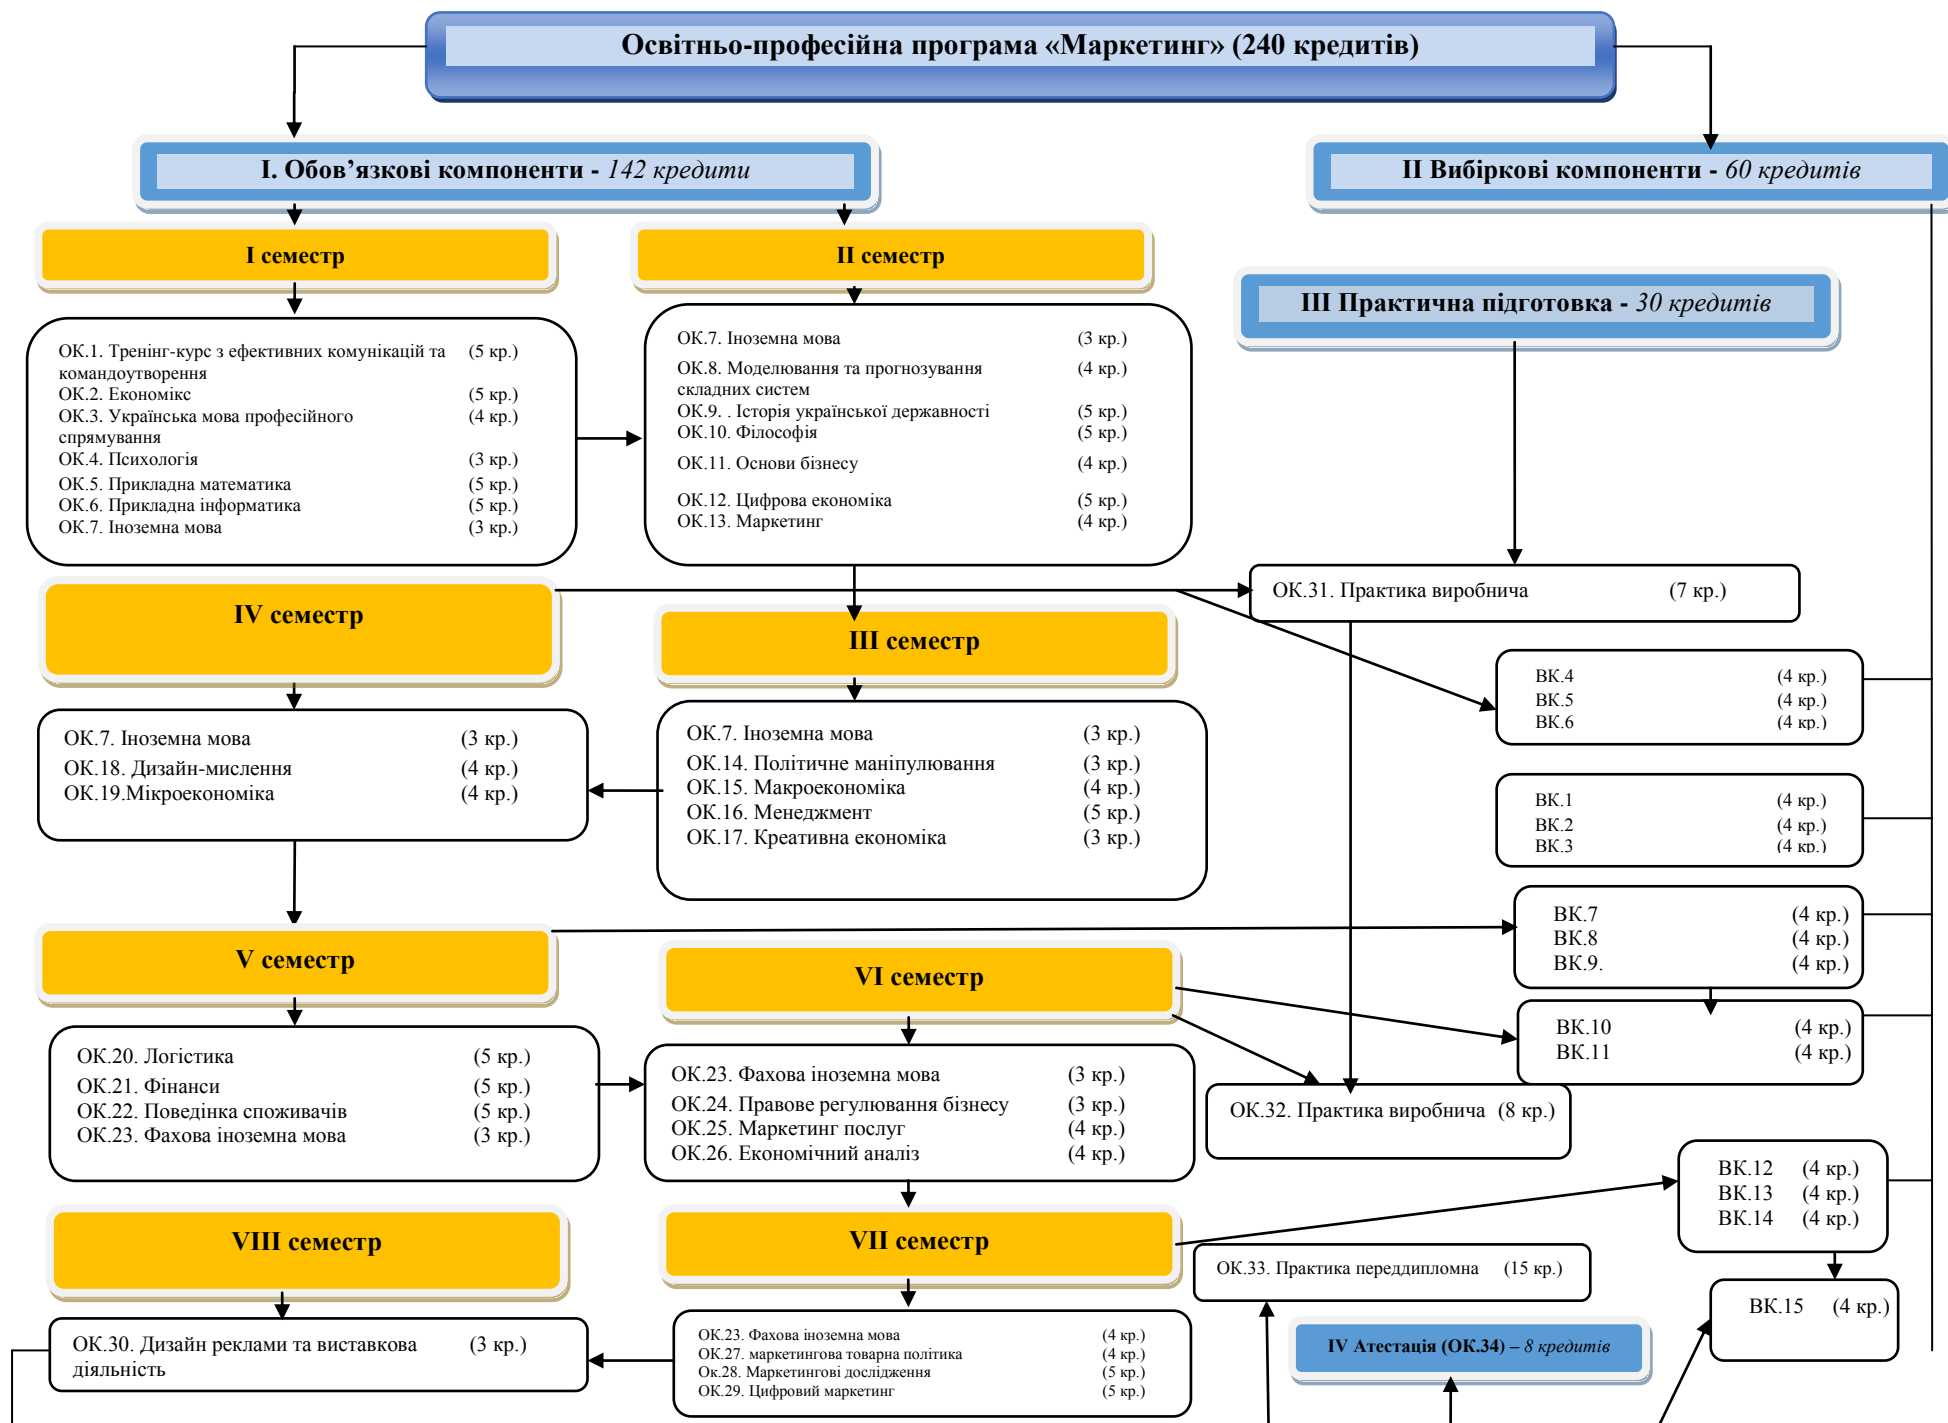 Освітньо-професійна програма «Маркетинг» (240 кредитів)
І. Обов’язкові компоненти - 142 кредити
ІІ Вибіркові компоненти - 60 кредитів
І семестр
ІІ семестр
ІІІ Практична підготовка - 30 кредитів
ОК.1. Тренінг-курс з ефективних комунікацій та (5 кр.)
командоутворення
ОК.2. Економікс (5 кр.)
ОК.3. Українська мова професійного (4 кр.)
спрямування
ОК.4. Психологія (3 кр.)
ОК.5. Прикладна математика (5 кр.)
ОК.6. Прикладна інформатика (5 кр.)
ОК.7. Іноземна мова (3 кр.)
ОК.7. Іноземна мова (3 кр.)
ОК.8. Моделювання та прогнозування (4 кр.)
складних систем
ОК.9. . Історія української державності (5 кр.)
ОК.10. Філософія (5 кр.)
ОК.11. Основи бізнесу (4 кр.)
ОК.12. Цифрова економіка (5 кр.)
ОК.13. Маркетинг (4 кр.)
ОК.31. Практика виробнича (7 кр.)
IV семестр
ІІІ семестр
ВК.4 (4 кр.)
ВК.5 (4 кр.)
ВК.6 (4 кр.)
ОК.7. Іноземна мова (3 кр.)
ОК.18. Дизайн-мислення (4 кр.)
ОК.19.Мікроекономіка (4 кр.)
ОК.7. Іноземна мова (3 кр.)
ОК.14. Політичне маніпулювання (3 кр.)
ОК.15. Макроекономіка (4 кр.)
ОК.16. Менеджмент (5 кр.)
ОК.17. Креативна економіка (3 кр.)
ВК.1 (4 кр.)
ВК.2 (4 кр.)
ВК.3 (4 кр.)
V семестр
VI семестр
ВК.7 (4 кр.)
ВК.8 (4 кр.)
ВК.9. (4 кр.)
ВК.10 (4 кр.)
ВК.11 (4 кр.)
ОК.20. Логістика (5 кр.)
ОК.21. Фінанси (5 кр.)
ОК.22. Поведінка споживачів (5 кр.)
ОК.23. Фахова іноземна мова (3 кр.)
ОК.23. Фахова іноземна мова (3 кр.)
ОК.24. Правове регулювання бізнесу (3 кр.)
ОК.25. Маркетинг послуг (4 кр.)
ОК.26. Економічний аналіз (4 кр.)
ОК.32. Практика виробнича (8 кр.)
ВК.12 (4 кр.)
ВК.13 (4 кр.)
ВК.14 (4 кр.)
VIII семестр
VII семестр
ОК.33. Практика переддипломна (15 кр.)
ВК.15 (4 кр.)
ОК.30. Дизайн реклами та виставкова (3 кр.)
діяльність
ОК.23. Фахова іноземна мова (4 кр.)
ОК.27. маркетингова товарна політика (4 кр.)
Ок.28. Маркетингові дослідження (5 кр.)
ОК.29. Цифровий маркетинг (5 кр.)
IV Атестація (ОК.34) – 8 кредитів